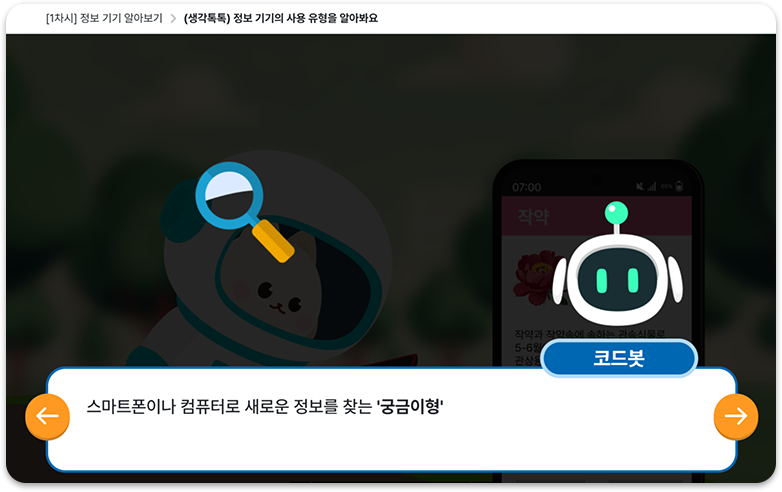 [1차시] 정보 기기 알아보기 > (생각톡톡) 정보 기기의 사용 유형을 알아봐요
07:00
작약
작약과 작약속에 속하는 관속식물로
5-6월
관상용
코드봇
스마트폰이나 컴퓨터로 새로운 정보를 찾는 '궁금이형'